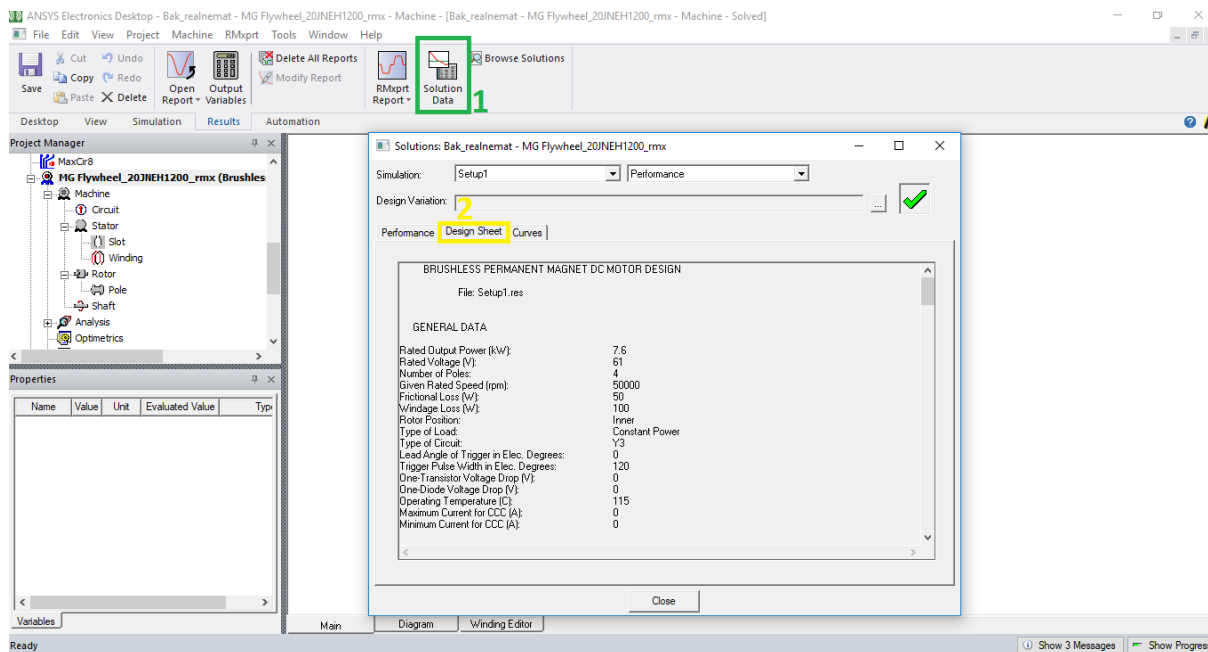 ANSYS Electronics Desktop - Bak_realnemat - MG Flywheel_20JNEH1200_rmx - Machine - [Bak_realnemat - MG Flywheel_20JNEH1200_rmx - Machine - Solved]
File Edit View Project Machine RMxprt Tools Window Help
Save
Cut
Copy
Paste
Undo
Redo
Delete
Open Report
Output Variables
Delete All Reports
Modify Report
RMxprt Report
Solution Data
1
Browse Solutions
Desktop View Simulation Results Automation
Project Manager
MaxCir8
MG Flywheel_20JNEH1200_rmx (Brushles
Machine
Circuit
Stator
Slot
Winding
Rotor
Pole
Shaft
Analysis
Optimetrics
Properties
Name Value Unit Evaluated Value Typ
Variables
Solutions: Bak_realnemat - MG Flywheel_20JNEH1200_rmx
Simulation: Setup1 Performance
Design Variation: ...
2
Performance Design Sheet Curves
BRUSHLESS PERMANENT MAGNET DC MOTOR DESIGN
File: Setup1.res
GENERAL DATA
Rated Output Power (kW): 7.6
Rated Voltage (V): 61
Number of Poles: 4
Given Rated Speed (rpm): 50000
Frictional Loss (W): 50
Windage Loss (W): 100
Rotor Position: Inner
Type of Load: Constant Power
Type of Circuit: Y3
Lead Angle of Trigger in Elec. Degrees: 0
Trigger Pulse Width in Elec. Degrees: 120
One-Transistor Voltage Drop (V): 0
One-Diode Voltage Drop (V): 0
Operating Temperature (C): 115
Maximum Current for CCC (A): 0
Minimum Current for CCC (A): 0
Close
Main Diagram Winding Editor
Ready
Show 3 Messages Show Progres